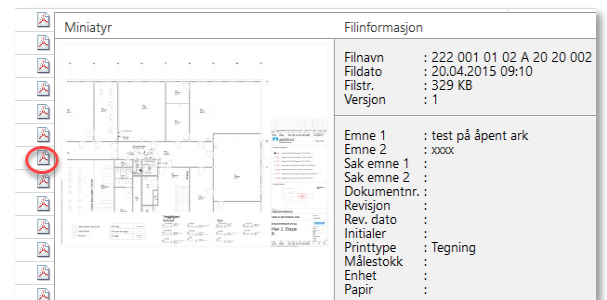 Miniatyr
Filinformasjon
Filnavn : 222 001 01 02 A 20 20 002
Fildato : 20.04.2015 09:10
Filstr. : 329 KB
Versjon : 1
Emne 1 : test på åpent ark
Emne 2 : xxxx
Sak emne 1 :
Sak emne 2 :
Dokumentnr. :
Revisjon :
Rev. dato :
Initialer :
Printtype : Tegning
Målestokk :
Enhet :
Papir :